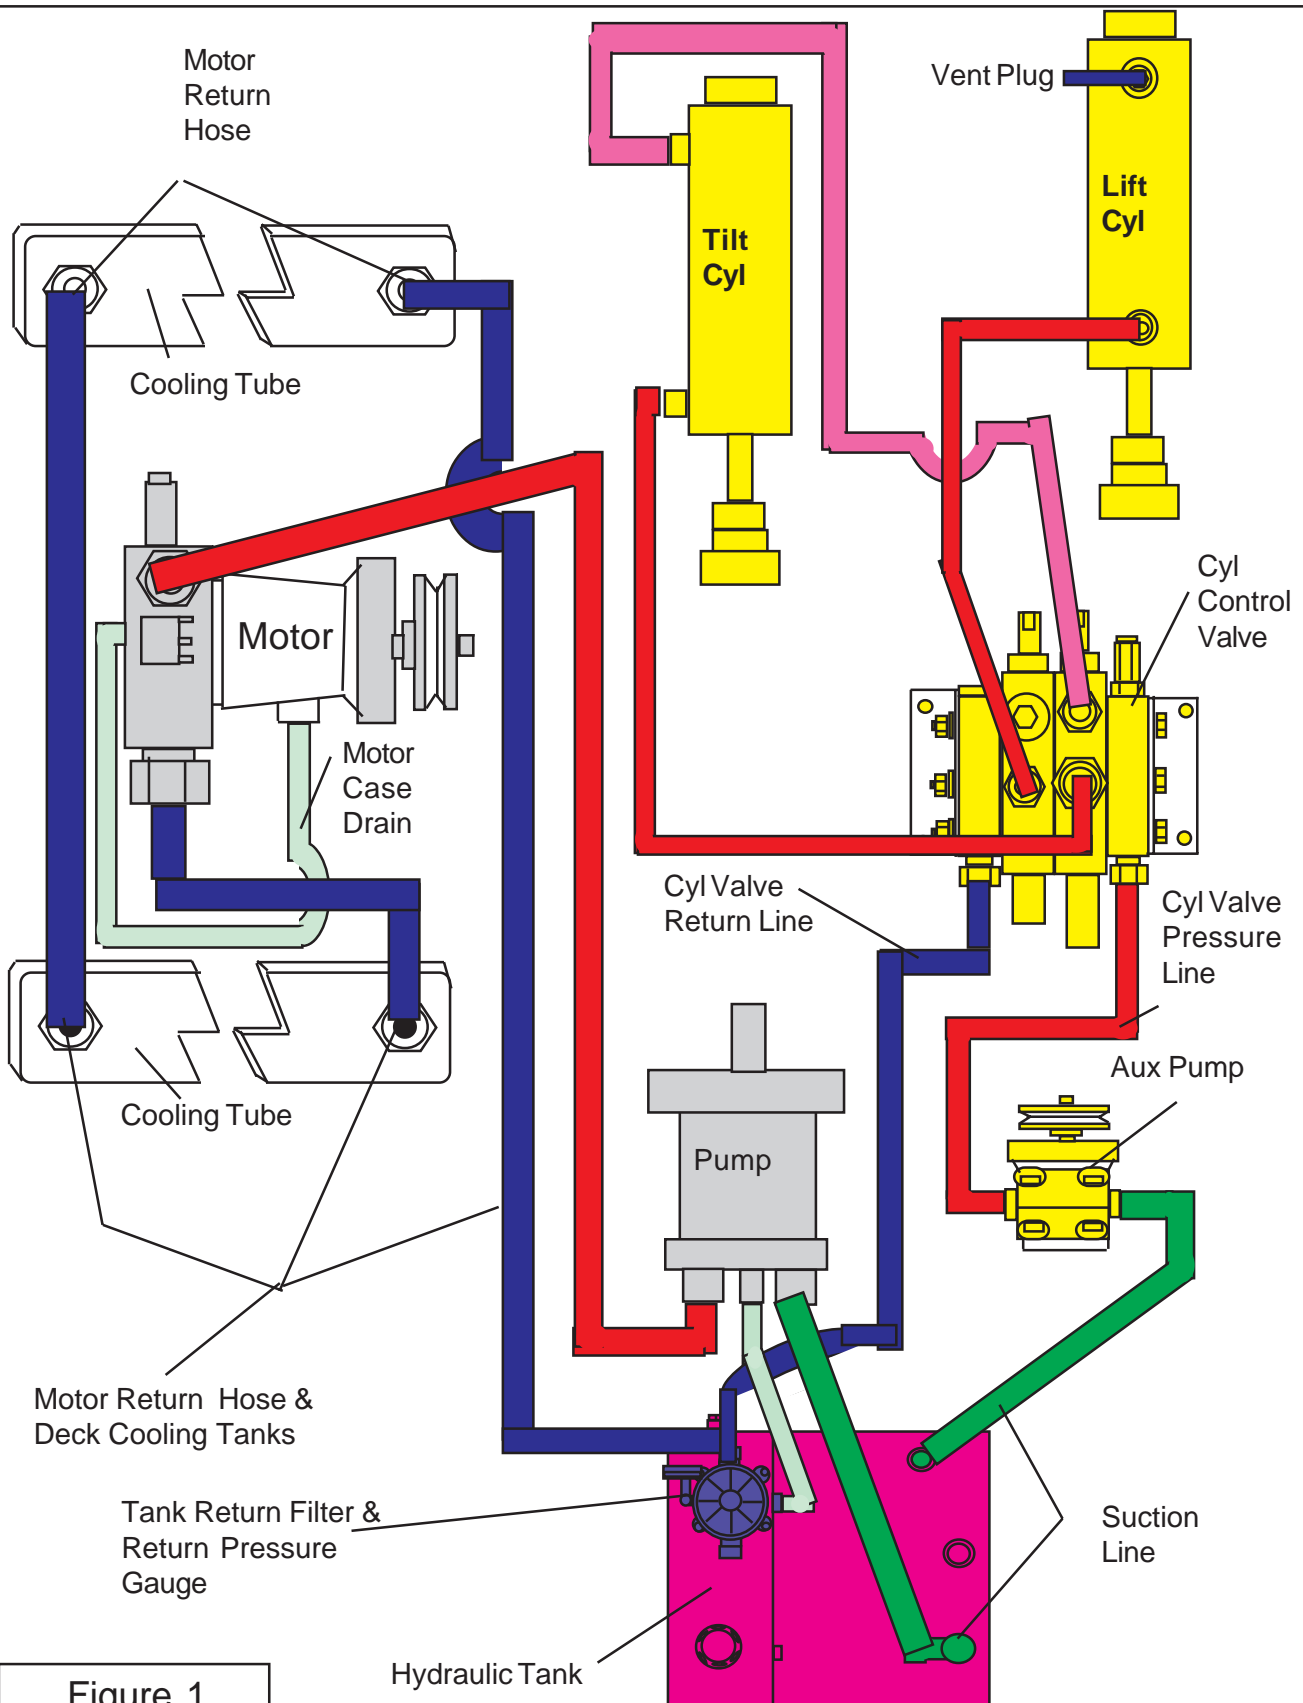 Motor
Return
Hose
Vent Plug
Lift
Cyl
Tilt
Cyl
Cooling Tube
Cyl
Control
Valve
Motor
Motor
Case
Drain
Cyl Valve
Return Line
Cyl Valve
Pressure
Line
Aux Pump
Cooling Tube
Pump
Motor Return Hose &
Deck Cooling Tanks
Tank Return Filter &
Return Pressure
Gauge
Suction
Line
Hydraulic Tank
Figure 1